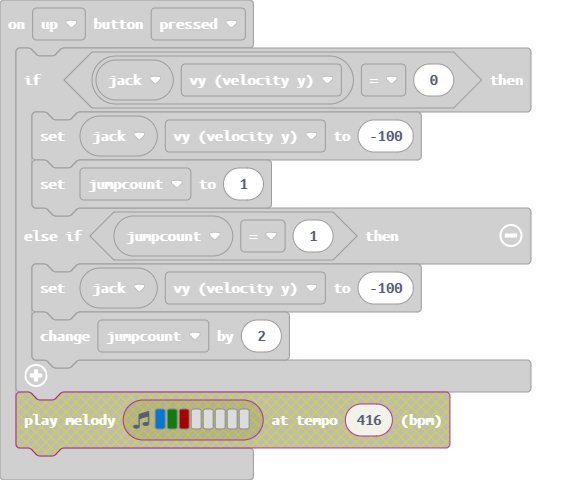 on up button pressed
if jack vy (velocity y) = 0 then
set jack vy (velocity y) to -100
set jumpcount to 1
else if jumpcount = 1 then
set jack vy (velocity y) to -100
change jumpcount by 2
play melody at tempo 416 (bpm)